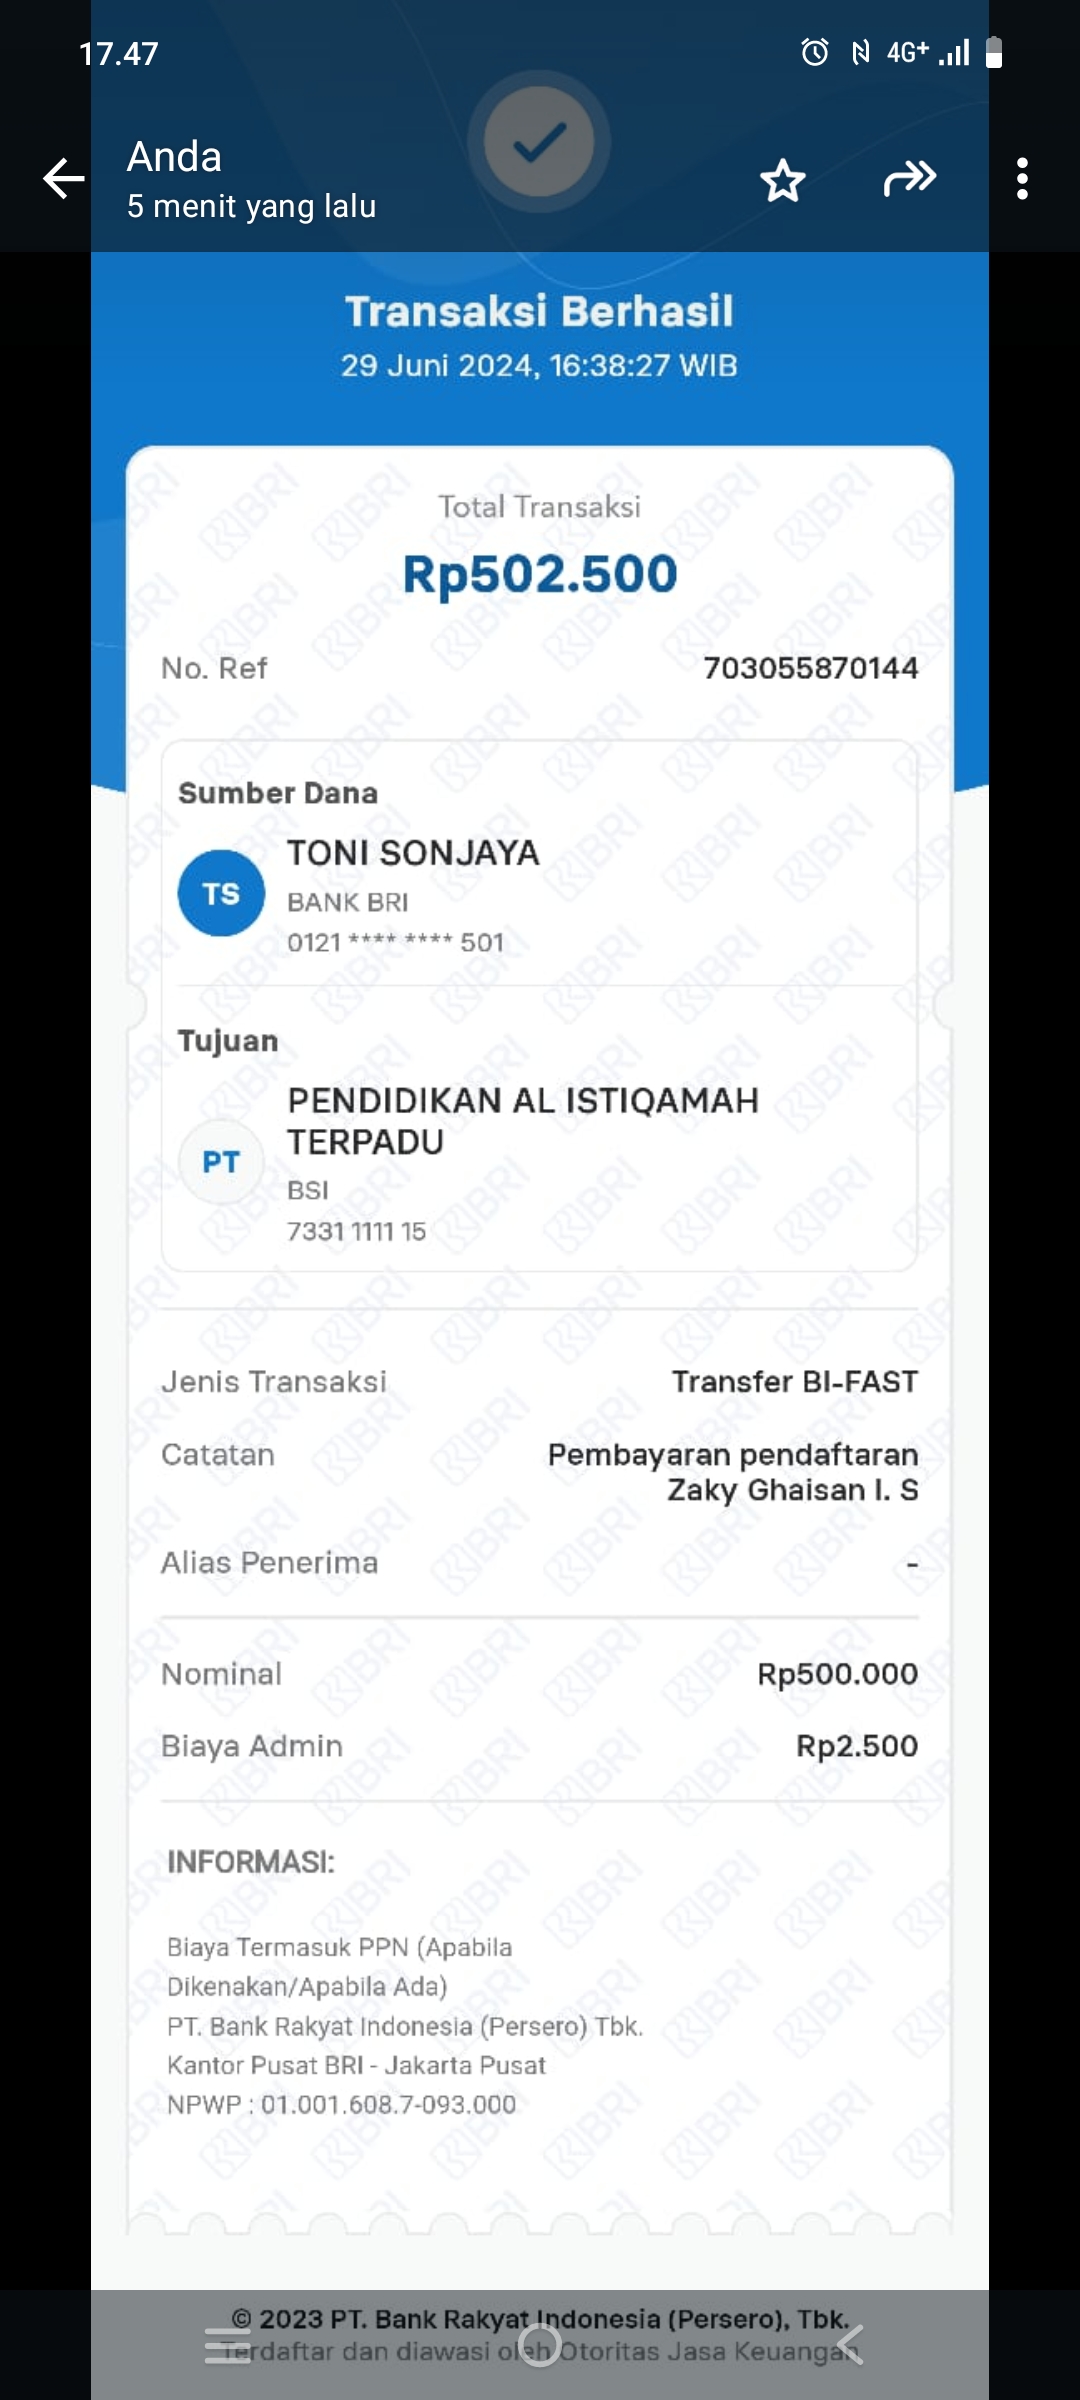 17.47
4G+
Anda
5 menit yang lalu
Transaksi Berhasil
29 Juni 2024, 16:38:27 WIB
Total Transaksi
Rp502.500
No. Ref 703055870144
Sumber Dana
TS
TONI SONJAYA
BANK BRI
0121 **** **** 501
Tujuan
PT
PENDIDIKAN AL ISTIQAMAH
TERPADU
BSI
7331 1111 15
Jenis Transaksi Transfer BI-FAST
Catatan Pembayaran pendaftaran
Zaky Ghaisan I. S
Alias Penerima -
Nominal Rp500.000
Biaya Admin Rp2.500
INFORMASI:
Biaya Termasuk PPN (Apabila
Dikenakan/Apabila Ada)
PT. Bank Rakyat Indonesia (Persero) Tbk.
Kantor Pusat BRI - Jakarta Pusat
NPWP : 01.001.608.7-093.000
© 2023 PT. Bank Rakyat Indonesia (Persero), Tbk.
Terdaftar dan diawasi oleh Otoritas Jasa Keuangan